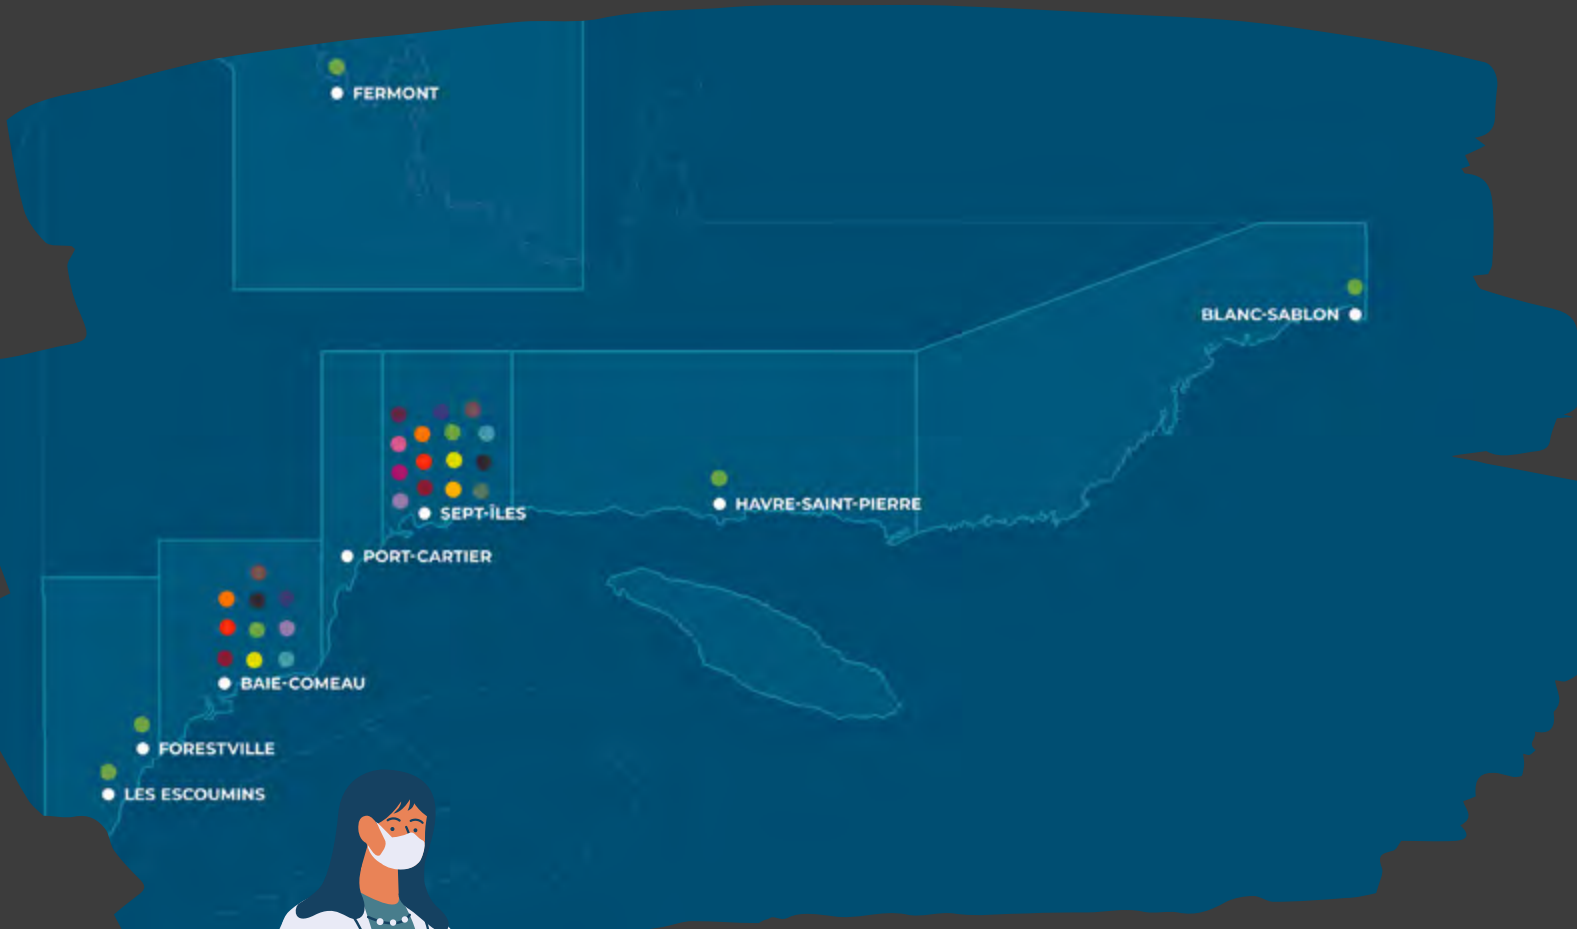 FERMONT
BLANC-SABLON
SEPT-ÎLES
HAVRE-SAINT-PIERRE
PORT-CARTIER
BAIE-COMEAU
FORESTVILLE
LES ESCOUMINS